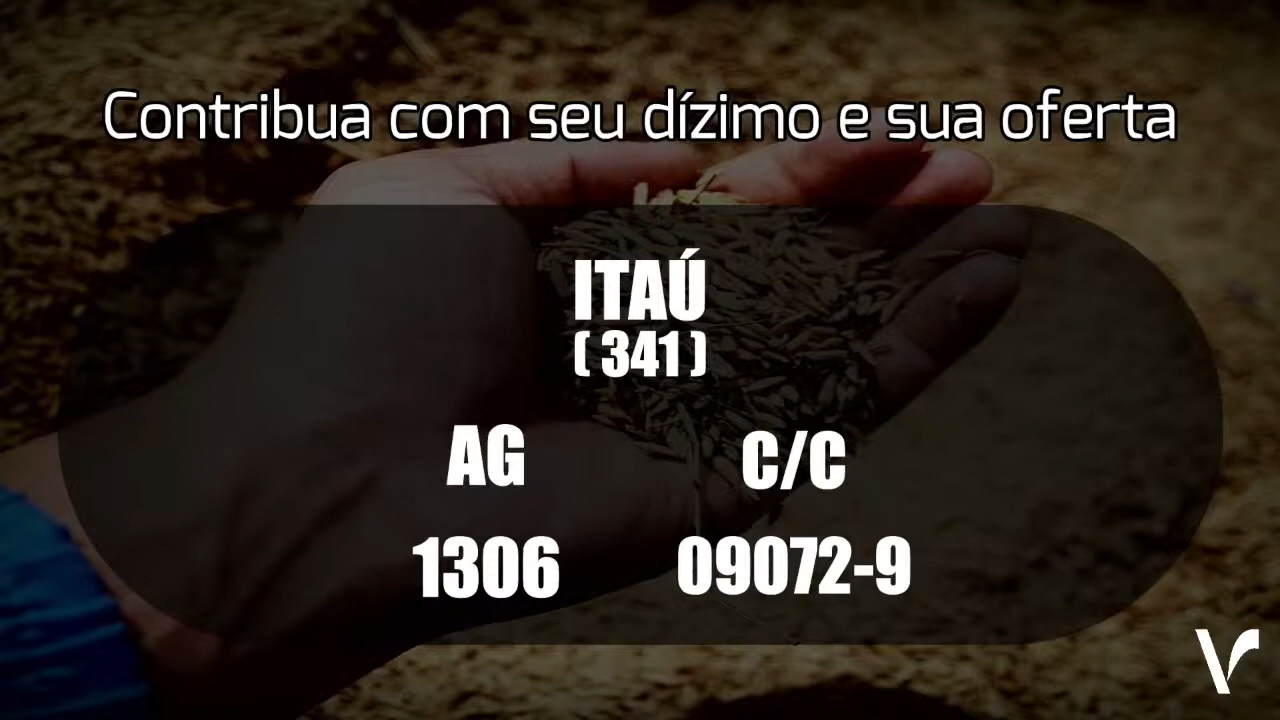 Contribua com seu dízimo e sua oferta
ITAÚ
( 341 )
AG
C/C
1306
09072-9